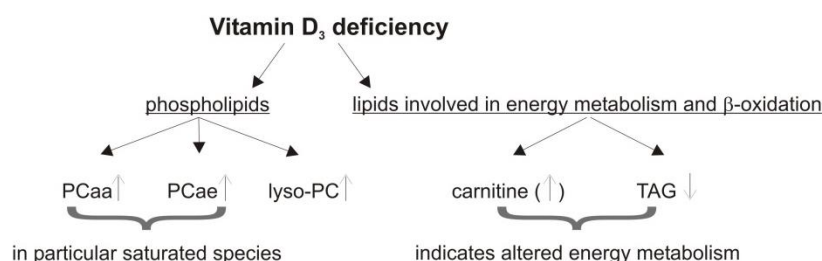 Vitamin D₃ deficiency
phospholipids lipids involved in energy metabolism and β-oxidation
PCaa↑ PCae↑ lyso-PC↑ carnitine (↑) TAG↓
in particular saturated species indicates altered energy metabolism